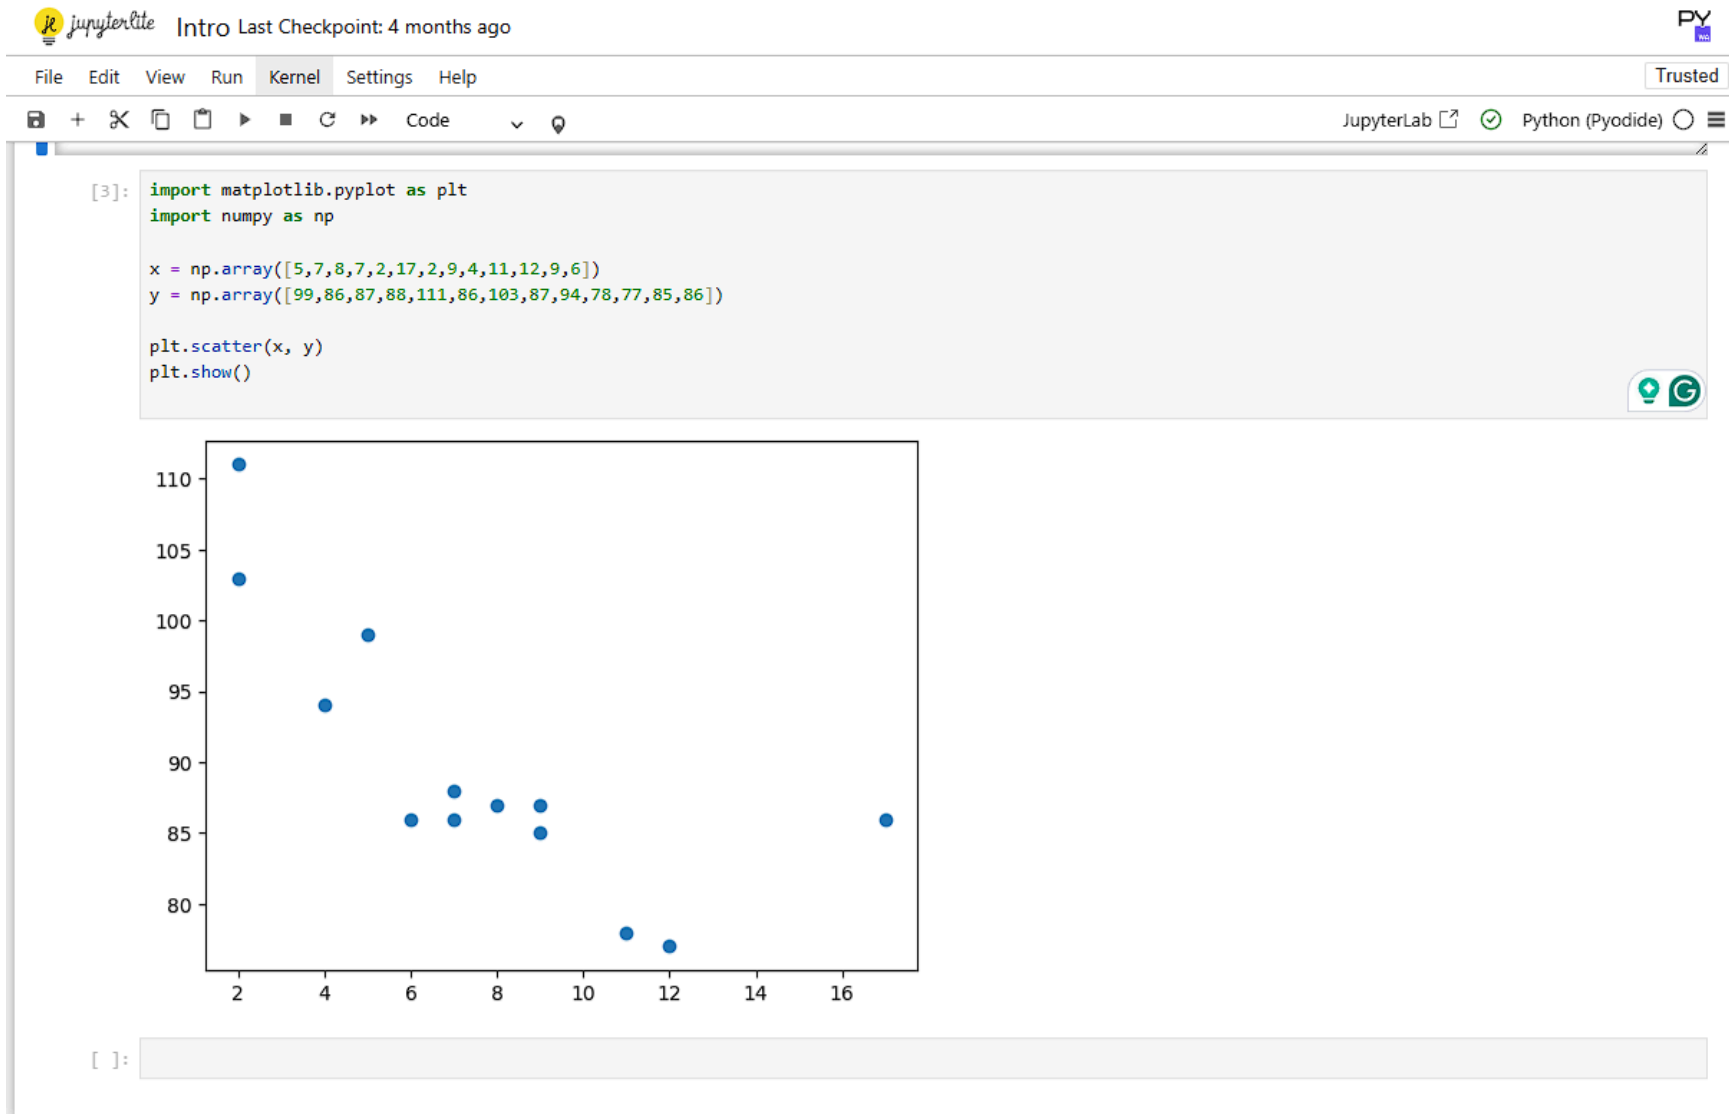 jupyterlite Intro Last Checkpoint: 4 months ago
PY
WA
File Edit View Run Kernel Settings Help
Trusted
Code
JupyterLab
Python (Pyodide)
[3]:
import matplotlib.pyplot as plt
import numpy as np
x = np.array([5,7,8,7,2,17,2,9,4,11,12,9,6])
y = np.array([99,86,87,88,111,86,103,87,94,78,77,85,86])
plt.scatter(x, y)
plt.show()
110
105
100
95
90
85
80
2 4 6 8 10 12 14 16
[ ]: